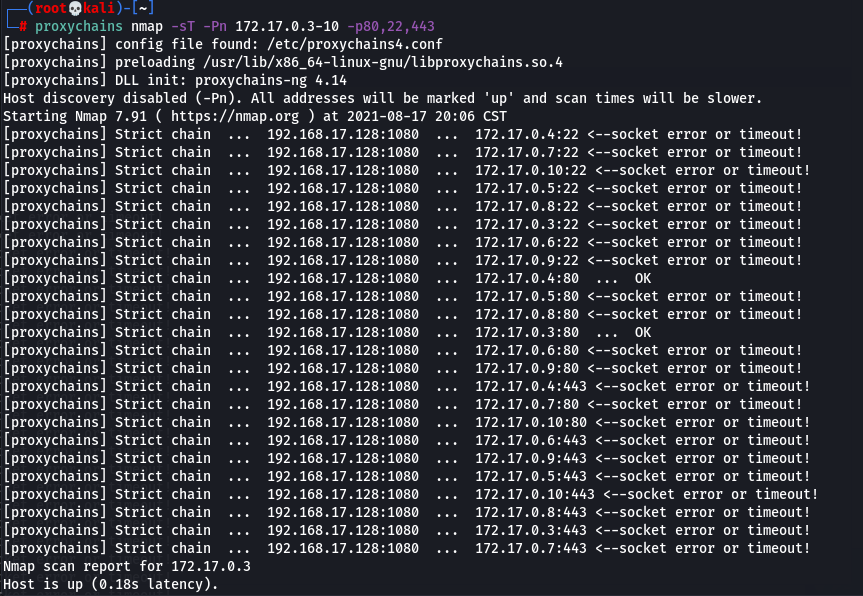 ┌──(root💀kali)-[~]
└─# proxychains nmap -sT -Pn 172.17.0.3-10 -p80,22,443
[proxychains] config file found: /etc/proxychains4.conf
[proxychains] preloading /usr/lib/x86_64-linux-gnu/libproxychains.so.4
[proxychains] DLL init: proxychains-ng 4.14
Host discovery disabled (-Pn). All addresses will be marked 'up' and scan times will be slower.
Starting Nmap 7.91 ( https://nmap.org ) at 2021-08-17 20:06 CST
[proxychains] Strict chain  ...  192.168.17.128:1080  ...  172.17.0.4:22 <--socket error or timeout!
[proxychains] Strict chain  ...  192.168.17.128:1080  ...  172.17.0.7:22 <--socket error or timeout!
[proxychains] Strict chain  ...  192.168.17.128:1080  ...  172.17.0.10:22 <--socket error or timeout!
[proxychains] Strict chain  ...  192.168.17.128:1080  ...  172.17.0.5:22 <--socket error or timeout!
[proxychains] Strict chain  ...  192.168.17.128:1080  ...  172.17.0.8:22 <--socket error or timeout!
[proxychains] Strict chain  ...  192.168.17.128:1080  ...  172.17.0.3:22 <--socket error or timeout!
[proxychains] Strict chain  ...  192.168.17.128:1080  ...  172.17.0.6:22 <--socket error or timeout!
[proxychains] Strict chain  ...  192.168.17.128:1080  ...  172.17.0.9:22 <--socket error or timeout!
[proxychains] Strict chain  ...  192.168.17.128:1080  ...  172.17.0.4:80  ...  OK
[proxychains] Strict chain  ...  192.168.17.128:1080  ...  172.17.0.5:80 <--socket error or timeout!
[proxychains] Strict chain  ...  192.168.17.128:1080  ...  172.17.0.8:80 <--socket error or timeout!
[proxychains] Strict chain  ...  192.168.17.128:1080  ...  172.17.0.3:80  ...  OK
[proxychains] Strict chain  ...  192.168.17.128:1080  ...  172.17.0.6:80 <--socket error or timeout!
[proxychains] Strict chain  ...  192.168.17.128:1080  ...  172.17.0.9:80 <--socket error or timeout!
[proxychains] Strict chain  ...  192.168.17.128:1080  ...  172.17.0.4:443 <--socket error or timeout!
[proxychains] Strict chain  ...  192.168.17.128:1080  ...  172.17.0.7:80 <--socket error or timeout!
[proxychains] Strict chain  ...  192.168.17.128:1080  ...  172.17.0.10:80 <--socket error or timeout!
[proxychains] Strict chain  ...  192.168.17.128:1080  ...  172.17.0.6:443 <--socket error or timeout!
[proxychains] Strict chain  ...  192.168.17.128:1080  ...  172.17.0.9:443 <--socket error or timeout!
[proxychains] Strict chain  ...  192.168.17.128:1080  ...  172.17.0.5:443 <--socket error or timeout!
[proxychains] Strict chain  ...  192.168.17.128:1080  ...  172.17.0.10:443 <--socket error or timeout!
[proxychains] Strict chain  ...  192.168.17.128:1080  ...  172.17.0.8:443 <--socket error or timeout!
[proxychains] Strict chain  ...  192.168.17.128:1080  ...  172.17.0.3:443 <--socket error or timeout!
[proxychains] Strict chain  ...  192.168.17.128:1080  ...  172.17.0.7:443 <--socket error or timeout!
Nmap scan report for 172.17.0.3
Host is up (0.18s latency).